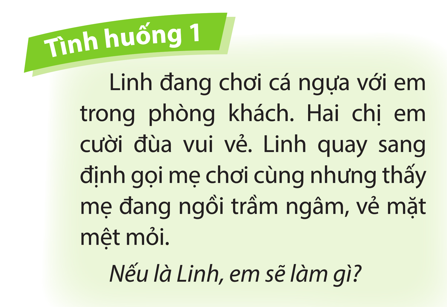 Tình huống 1
Linh đang chơi cá ngựa với em
trong phòng khách. Hai chị em
cười đùa vui vẻ. Linh quay sang
định gọi mẹ chơi cùng nhưng thấy
mẹ đang ngồi trầm ngâm, vẻ mặt
mệt mỏi.
Nếu là Linh, em sẽ làm gì?